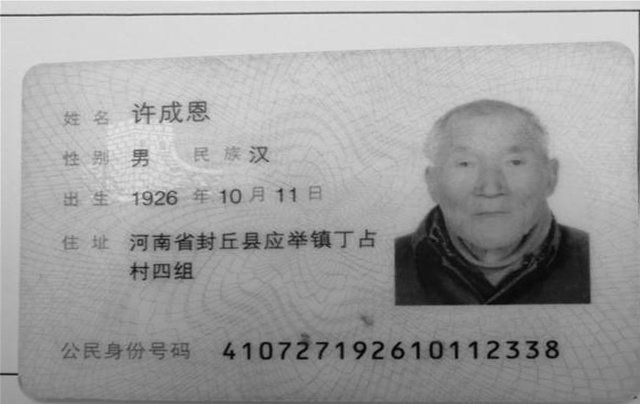 姓名 许成恩
性别 男 民族 汉
出生 1926 年 10 月 11 日
住址 河南省封丘县应举镇丁占
村四组
公民身份号码 410727192610112338